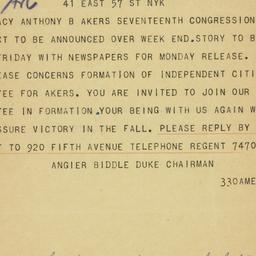 41 EAST 57 ST NYK
ACY ANTHONY B AKERS SEVENTEENTH CONGRESSION
CT TO BE ANNOUNCED OVER WEEK END.STORY TO B
FRIDAY WITH NEWSPAPERS FOR MONDAY RELEASE.
EASE CONCERNS FORMATION OF INDEPENDENT CITI
TEE FOR AKERS. YOU ARE INVITED TO JOIN OUR
TEE IN FORMATION.YOUR BEING WITH US AGAIN W
SSURE VICTORY IN THE FALL. PLEASE REPLY BY
T TO 920 FIFTH AVENUE TELEPHONE REGENT 7470
ANGIER BIDDLE DUKE CHAIRMAN
330AME